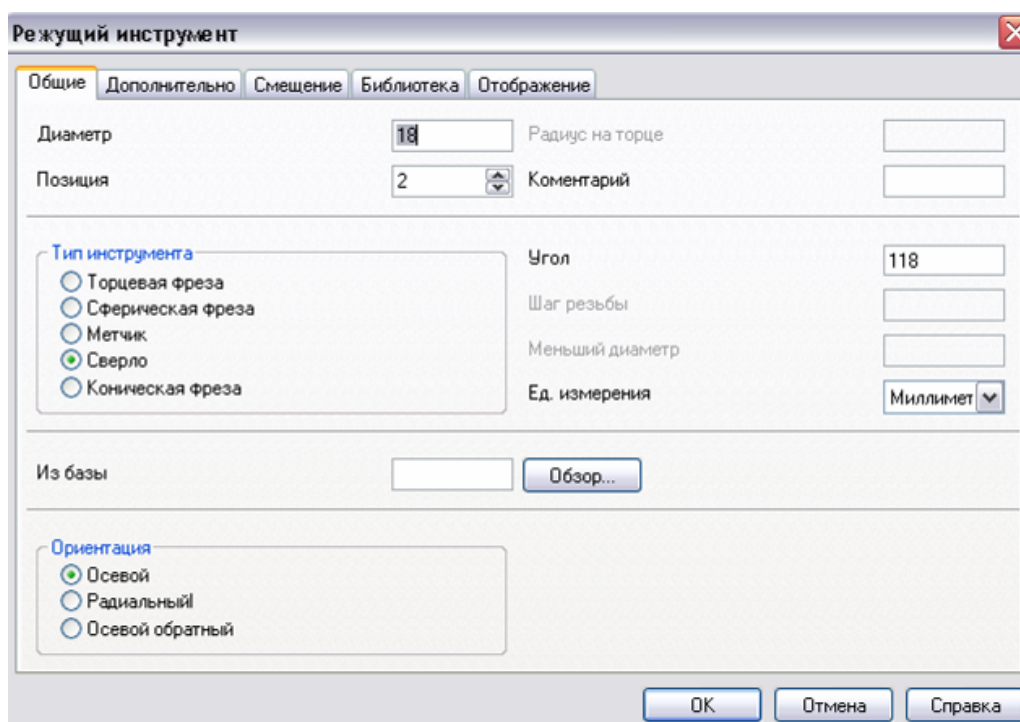 Режущий инструмент
Общие Дополнительно Смещение Библиотека Отображение
Диаметр 18 Радиус на торце
Позиция 2 Коментарий
Тип инструмента
Торцевая фреза
Сферическая фреза
Метчик
Сверло
Коническая фреза
Угол 118
Шаг резьбы
Меньший диаметр
Ед. измерения Миллимет
Из базы Обзор...
Ориентация
Осевой
Радиальныйl
Осевой обратный
OK Отмена Справка